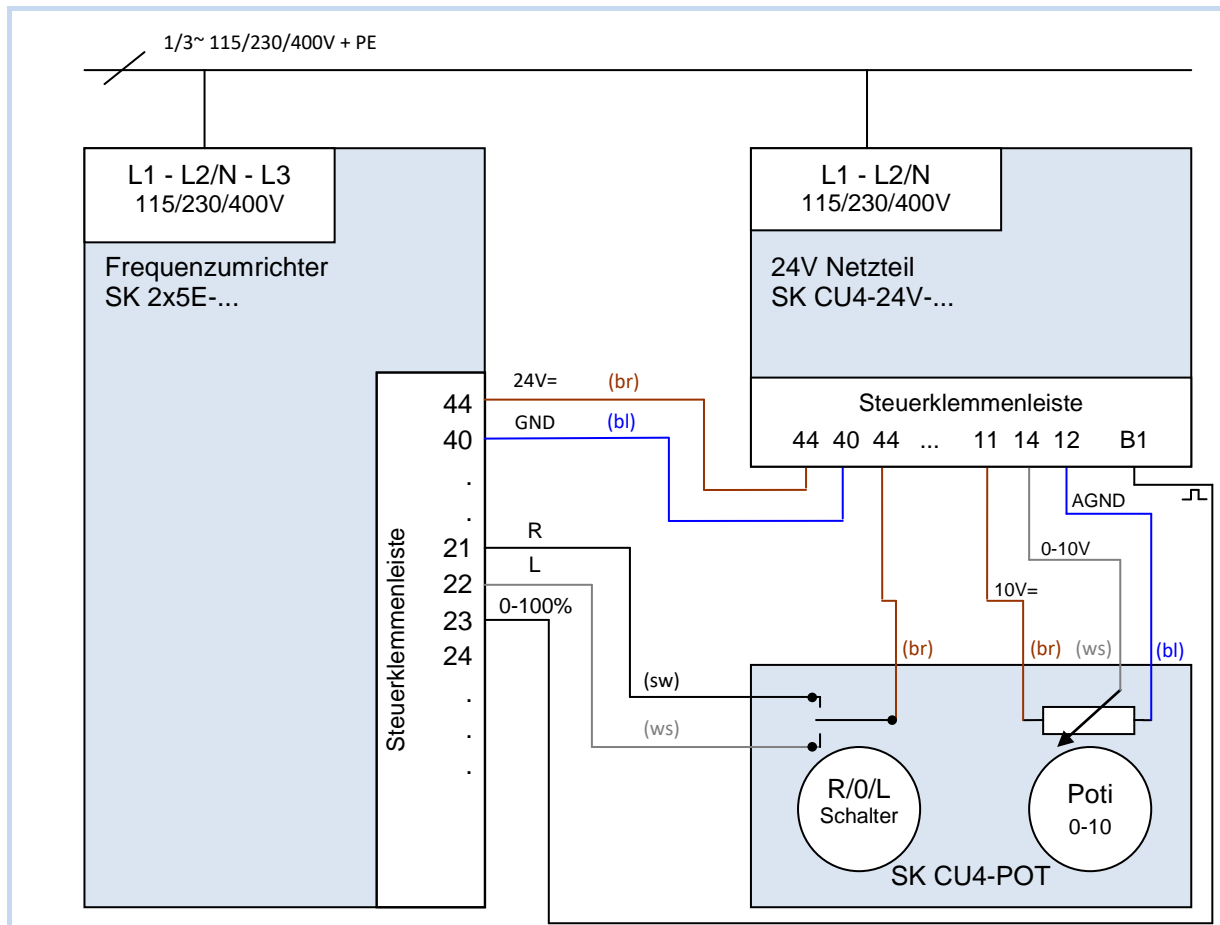 1/3~ 115/230/400V + PE
L1 - L2/N - L3
115/230/400V
Frequenzumrichter
SK 2x5E-...
L1 - L2/N
115/230/400V
24V Netzteil
SK CU4-24V-...
Steuerklemmenleiste
44 40 44 ... 11 14 12 B1
24V= (br)
GND (bl)
44
40
.
.
21
22
23
24
.
.
.
Steuerklemmenleiste
R
L
0-100%
AGND
0-10V
10V=
(br)
(br)
(ws)
(bl)
(sw)
(ws)
R/0/L
Schalter
Poti
0-10
SK CU4-POT